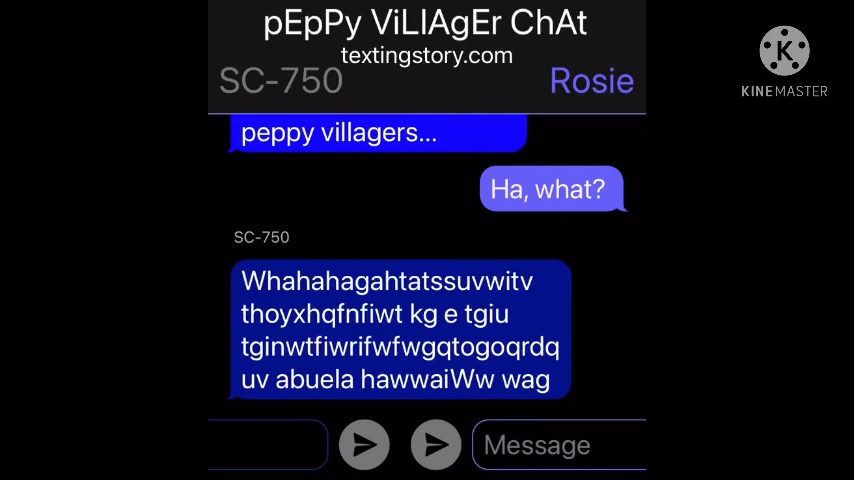 pEpPy ViLlAgEr ChAt
textingstory.com
SC-750 Rosie
KINEMASTER
peppy villagers...
Ha, what?
SC-750
Whahahagahtatssuvwitv
thoyxhqfnfiwt kg e tgiu
tginwtfiwrifwfwgqtogoqrdq
uv abuela hawwaiWw wag
Message